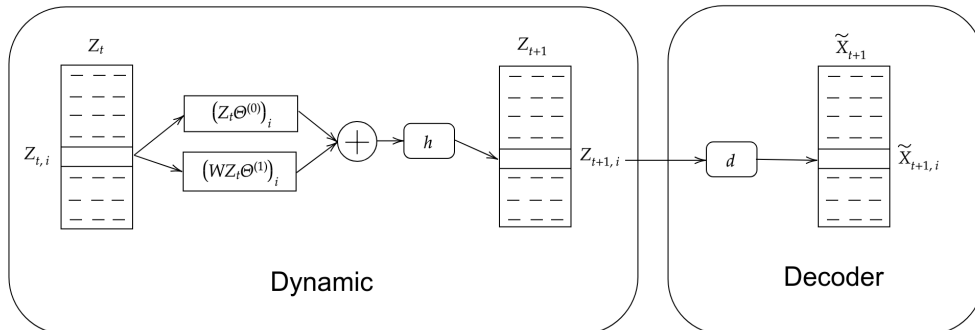 Z_t
Z_{t,i}
(Z_tΘ^{(0)})_i
(WZ_tΘ^{(1)})_i
+
h
Z_{t+1}
Z_{t+1,i}
Dynamic
d
X̃_{t+1}
X̃_{t+1,i}
Decoder